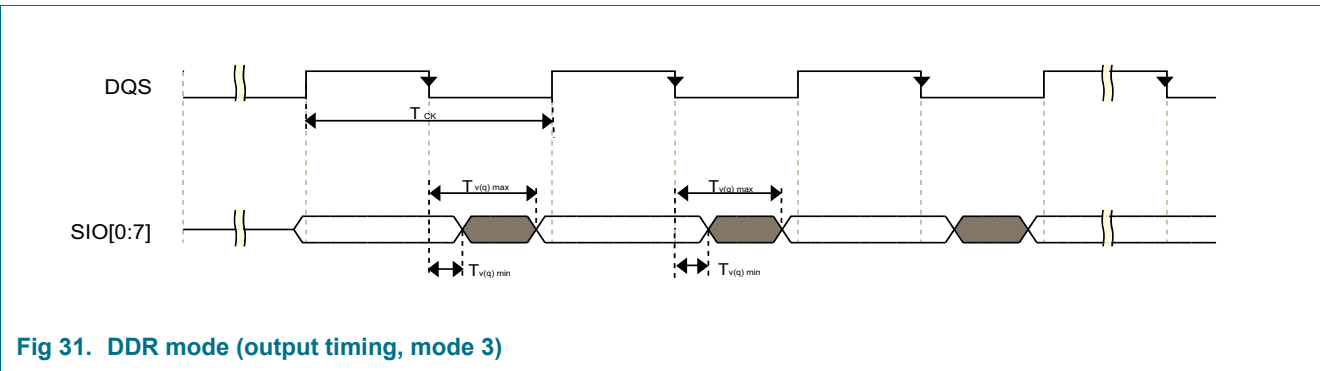 DQS
T CK
T v(q) max
T v(q) max
SIO[0:7]
T v(q) min
T v(q) min
Fig 31. DDR mode (output timing, mode 3)